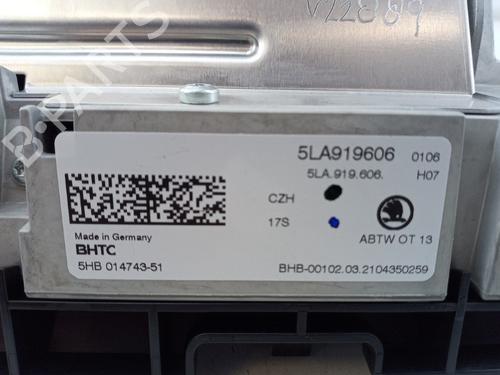 V22889
B-PARTS
5LA919606 0106
5LA.919.606. H07
CZH
17S
Made in Germany
BHTC
ABTW OT 13
5HB 014743-51
BHB-00102.03.2104350259